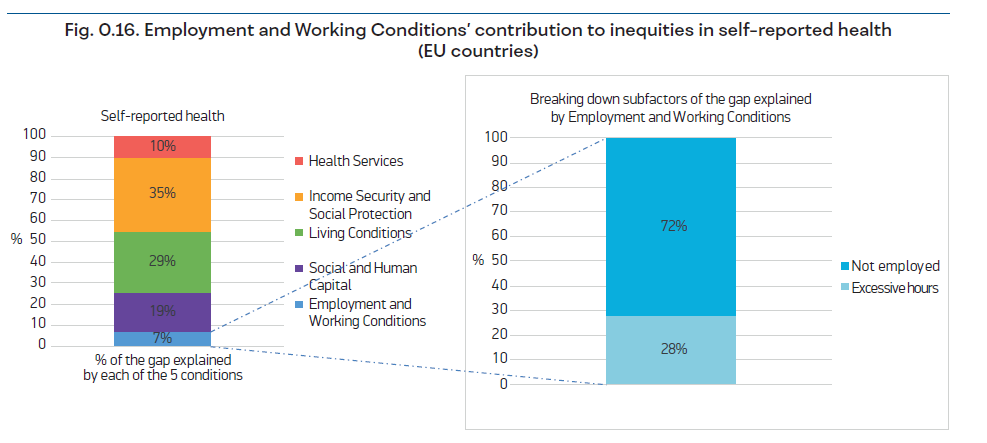 Fig. 0.16. Employment and Working Conditions' contribution to inequities in self-reported health
(EU countries)
Self-reported health
100
90
80
70
60
% 50
40
30
20
10
0
10%
35%
29%
19%
7%
% of the gap explained
by each of the 5 conditions
Health Services
Income Security and
Social Protection
Living Conditions
Social and Human
Capital
Employment and
Working Conditions
Breaking down subfactors of the gap explained
by Employment and Working Conditions
100
90
80
70
60
% 50
40
30
20
10
0
72%
28%
Not employed
Excessive hours